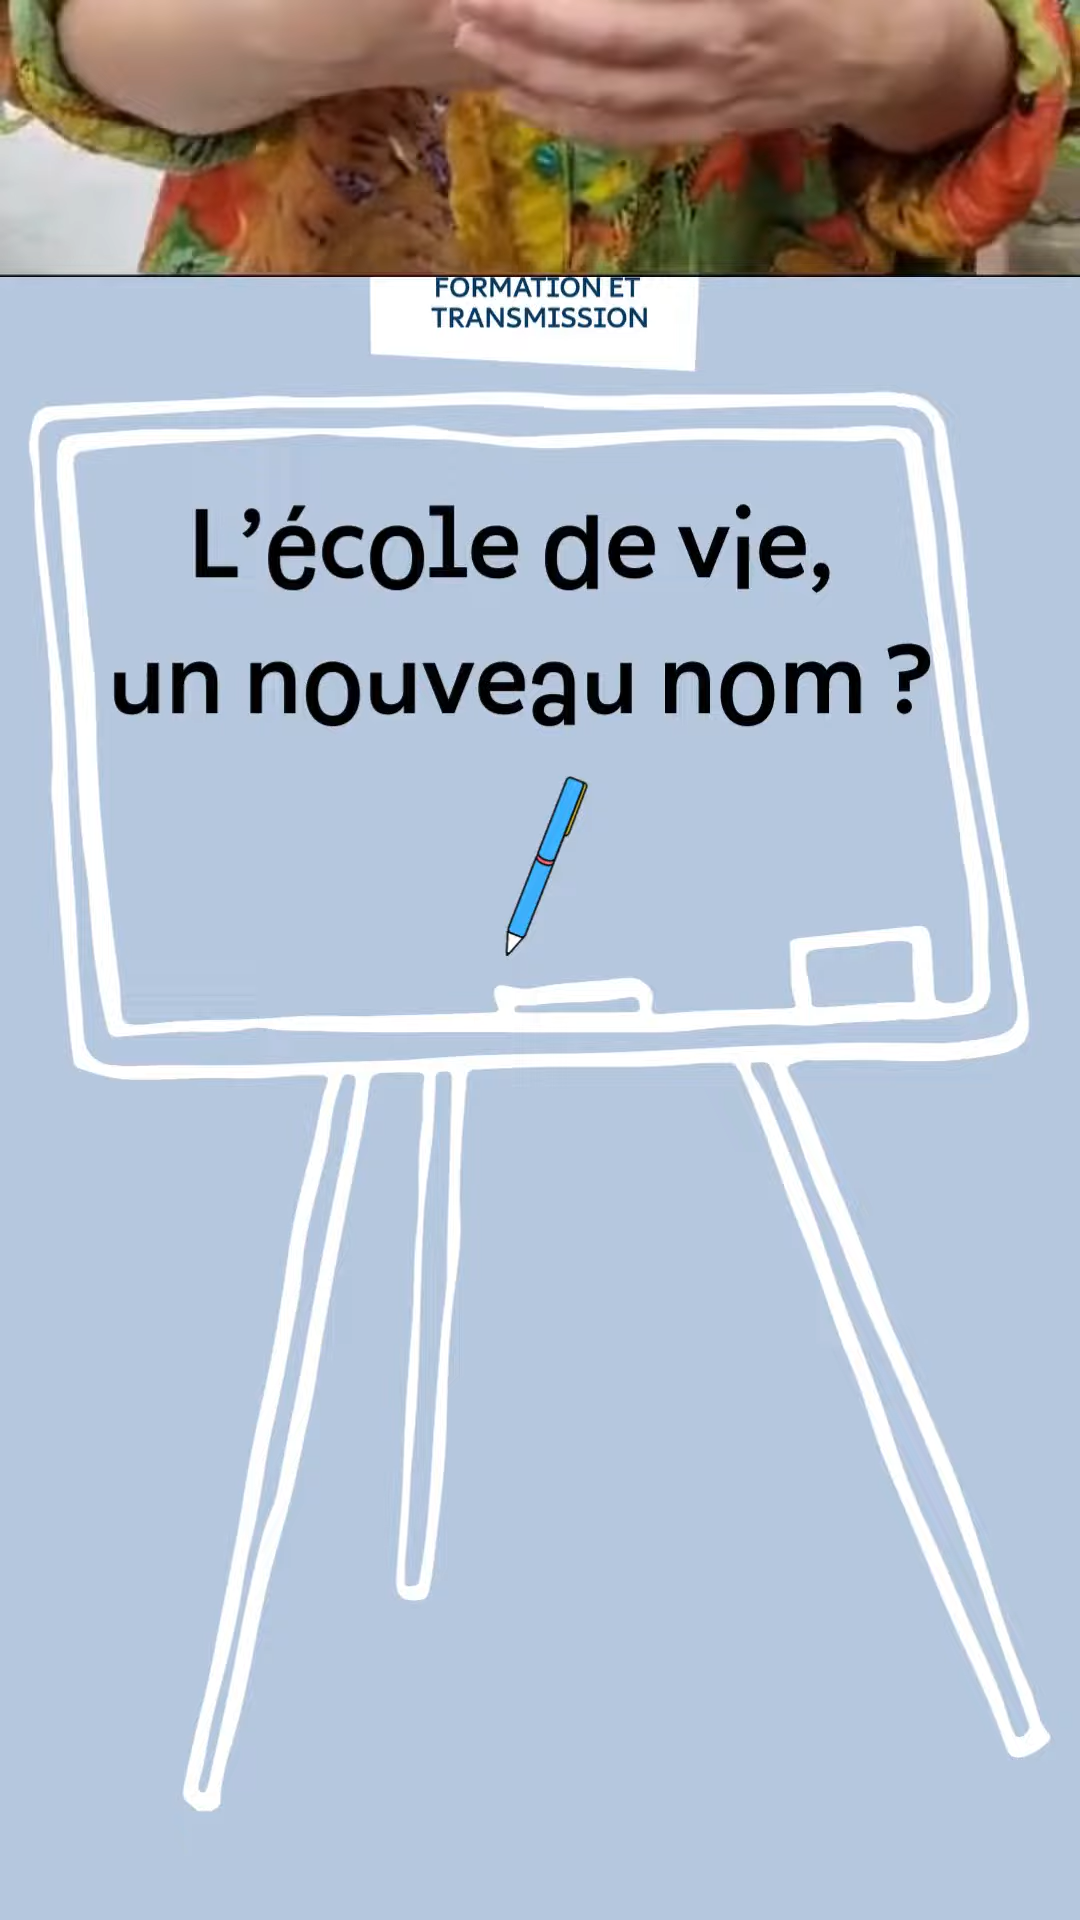 FORMATION ET
TRANSMISSION
L’école de vie,
un nouveau nom ?